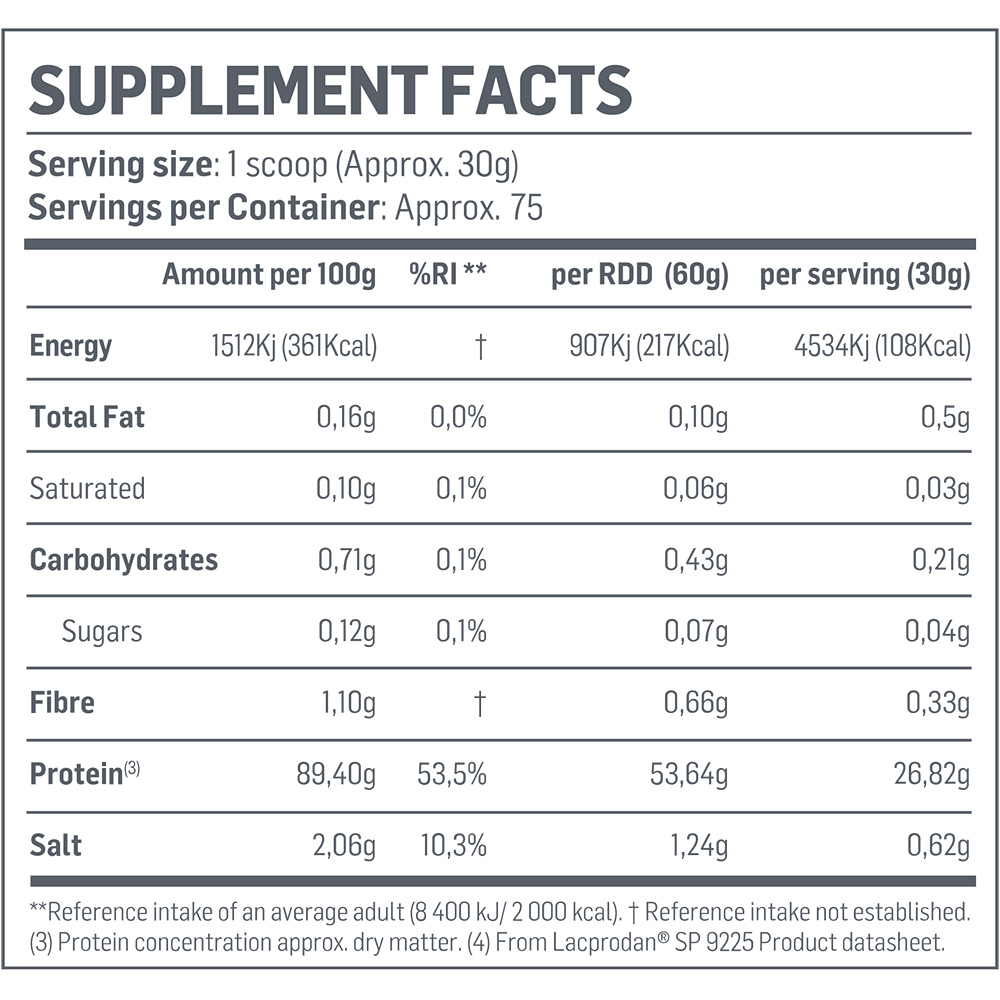 SUPPLEMENT FACTS
Serving size: 1 scoop (Approx. 30g)
Servings per Container: Approx. 75
Amount per 100g %RI ** per RDD (60g) per serving (30g)
Energy 1512Kj (361Kcal) † 907Kj (217Kcal) 4534Kj (108Kcal)
Total Fat 0,16g 0,0% 0,10g 0,5g
Saturated 0,10g 0,1% 0,06g 0,03g
Carbohydrates 0,71g 0,1% 0,43g 0,21g
Sugars 0,12g 0,1% 0,07g 0,04g
Fibre 1,10g † 0,66g 0,33g
Protein(3) 89,40g 53,5% 53,64g 26,82g
Salt 2,06g 10,3% 1,24g 0,62g
**Reference intake of an average adult (8 400 kJ/ 2 000 kcal). † Reference intake not established.
(3) Protein concentration approx. dry matter. (4) From Lacprodan® SP 9225 Product datasheet.